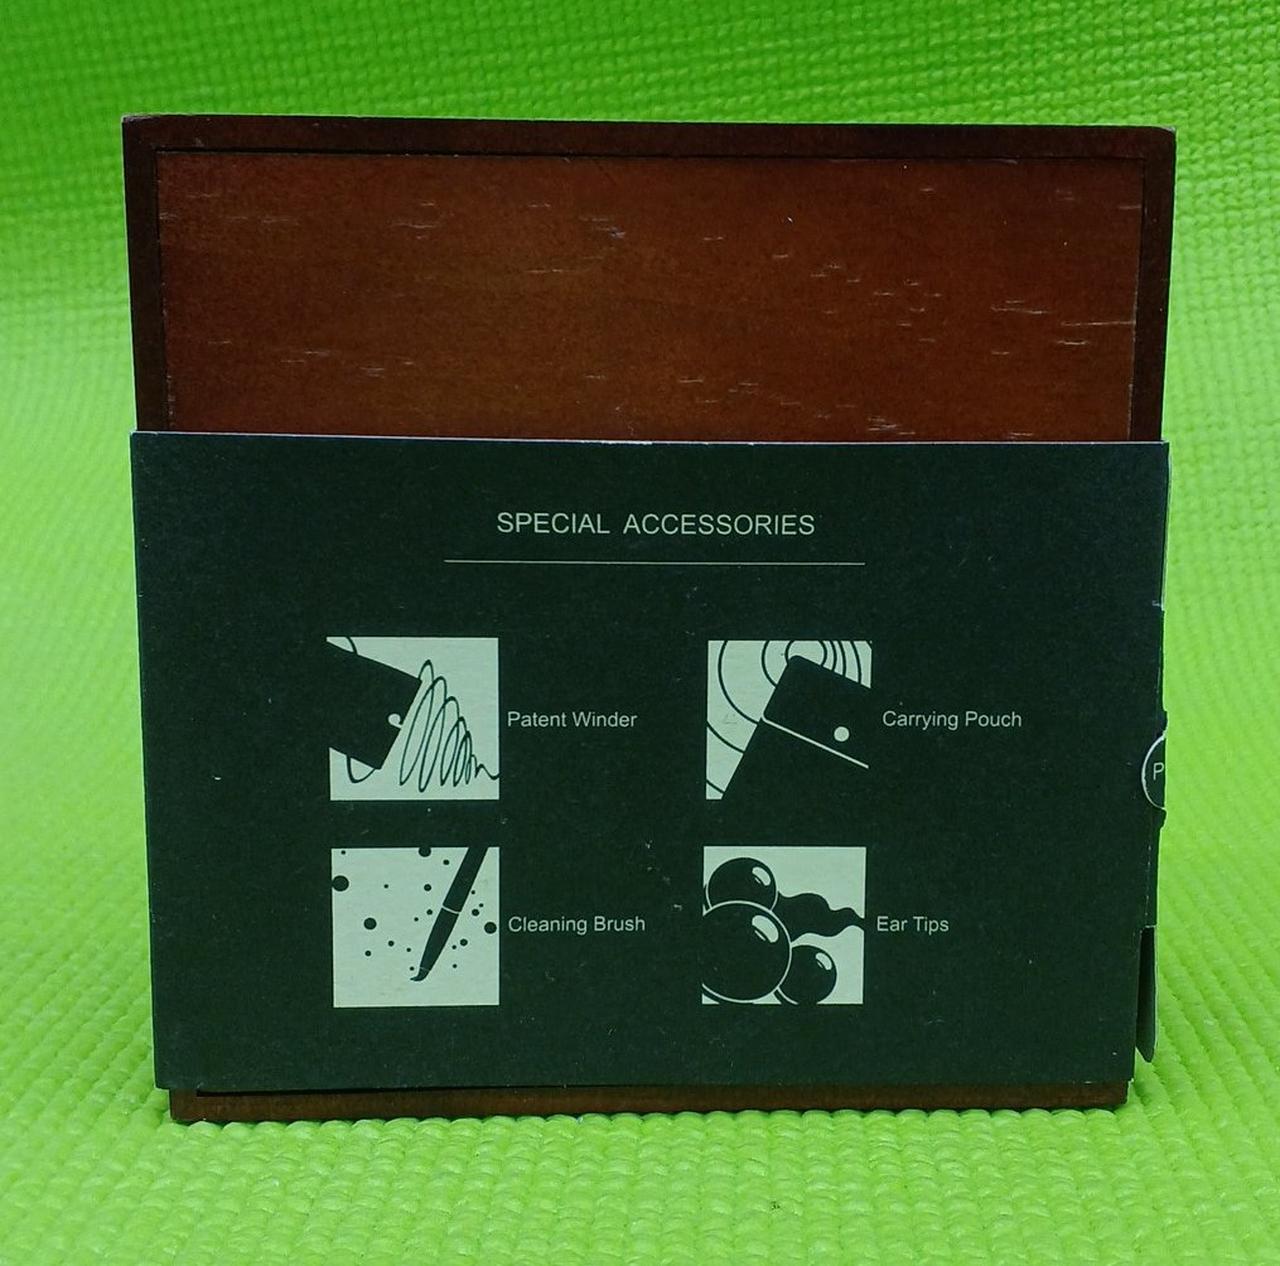 SPECIAL ACCESSORIES
Patent Winder
Carrying Pouch
Cleaning Brush
Ear Tips
P